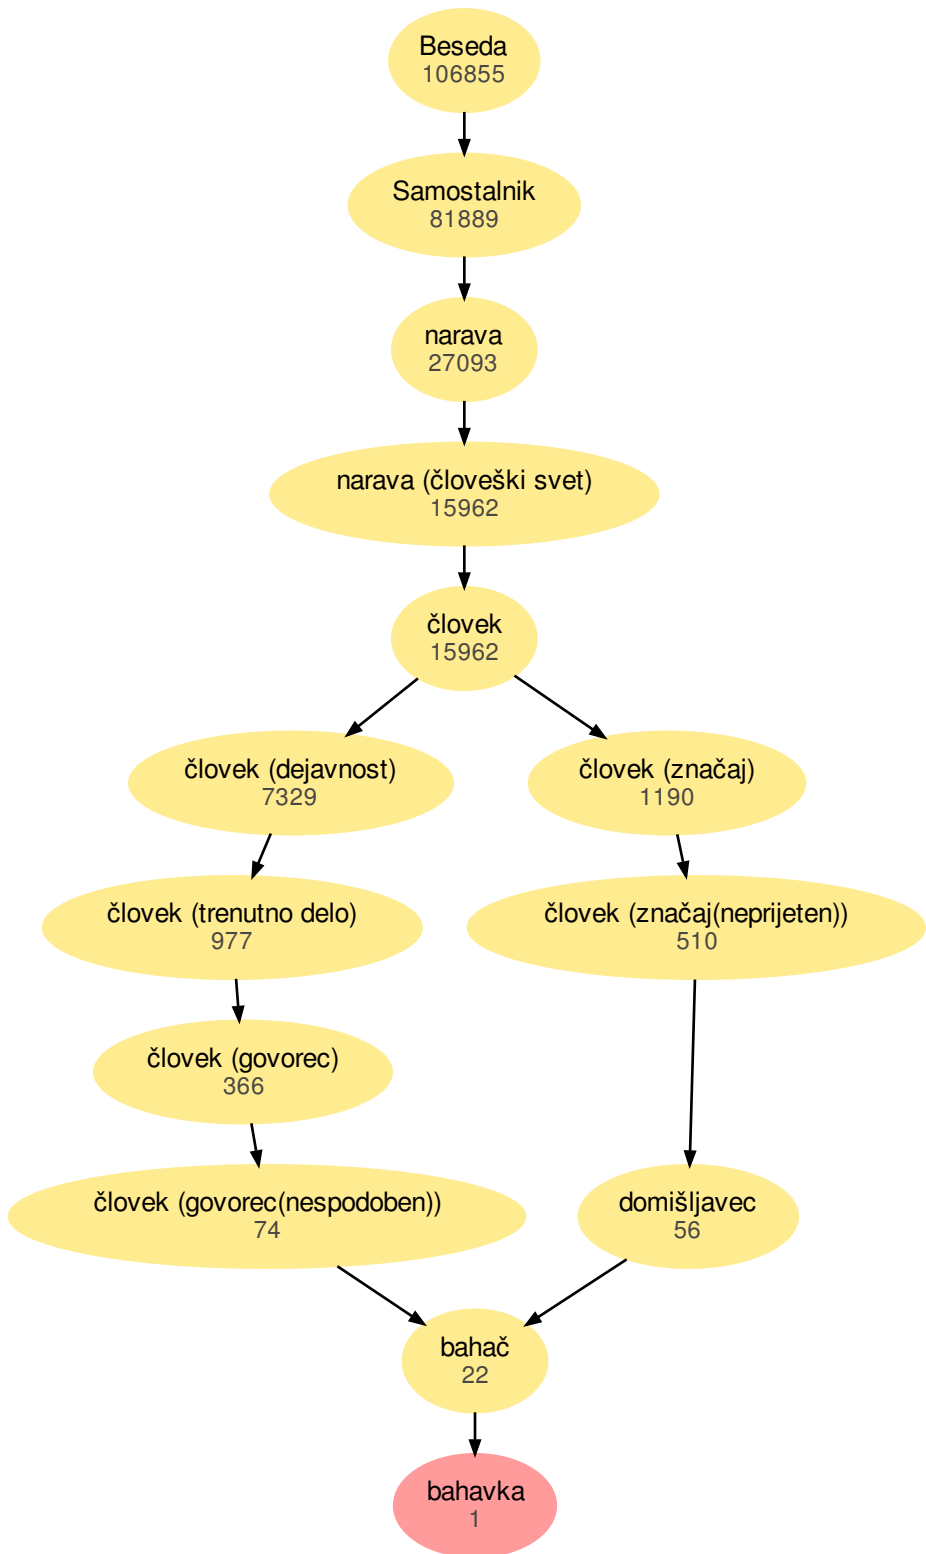 Beseda
106855
Samostalnik
81889
narava
27093
narava (človeški svet)
15962
človek
15962
človek (dejavnost)
7329
človek (značaj)
1190
človek (trenutno delo)
977
človek (značaj(neprijeten))
510
človek (govorec)
366
človek (govorec(nespodoben))
74
domišljavec
56
bahač
22
bahavka
1